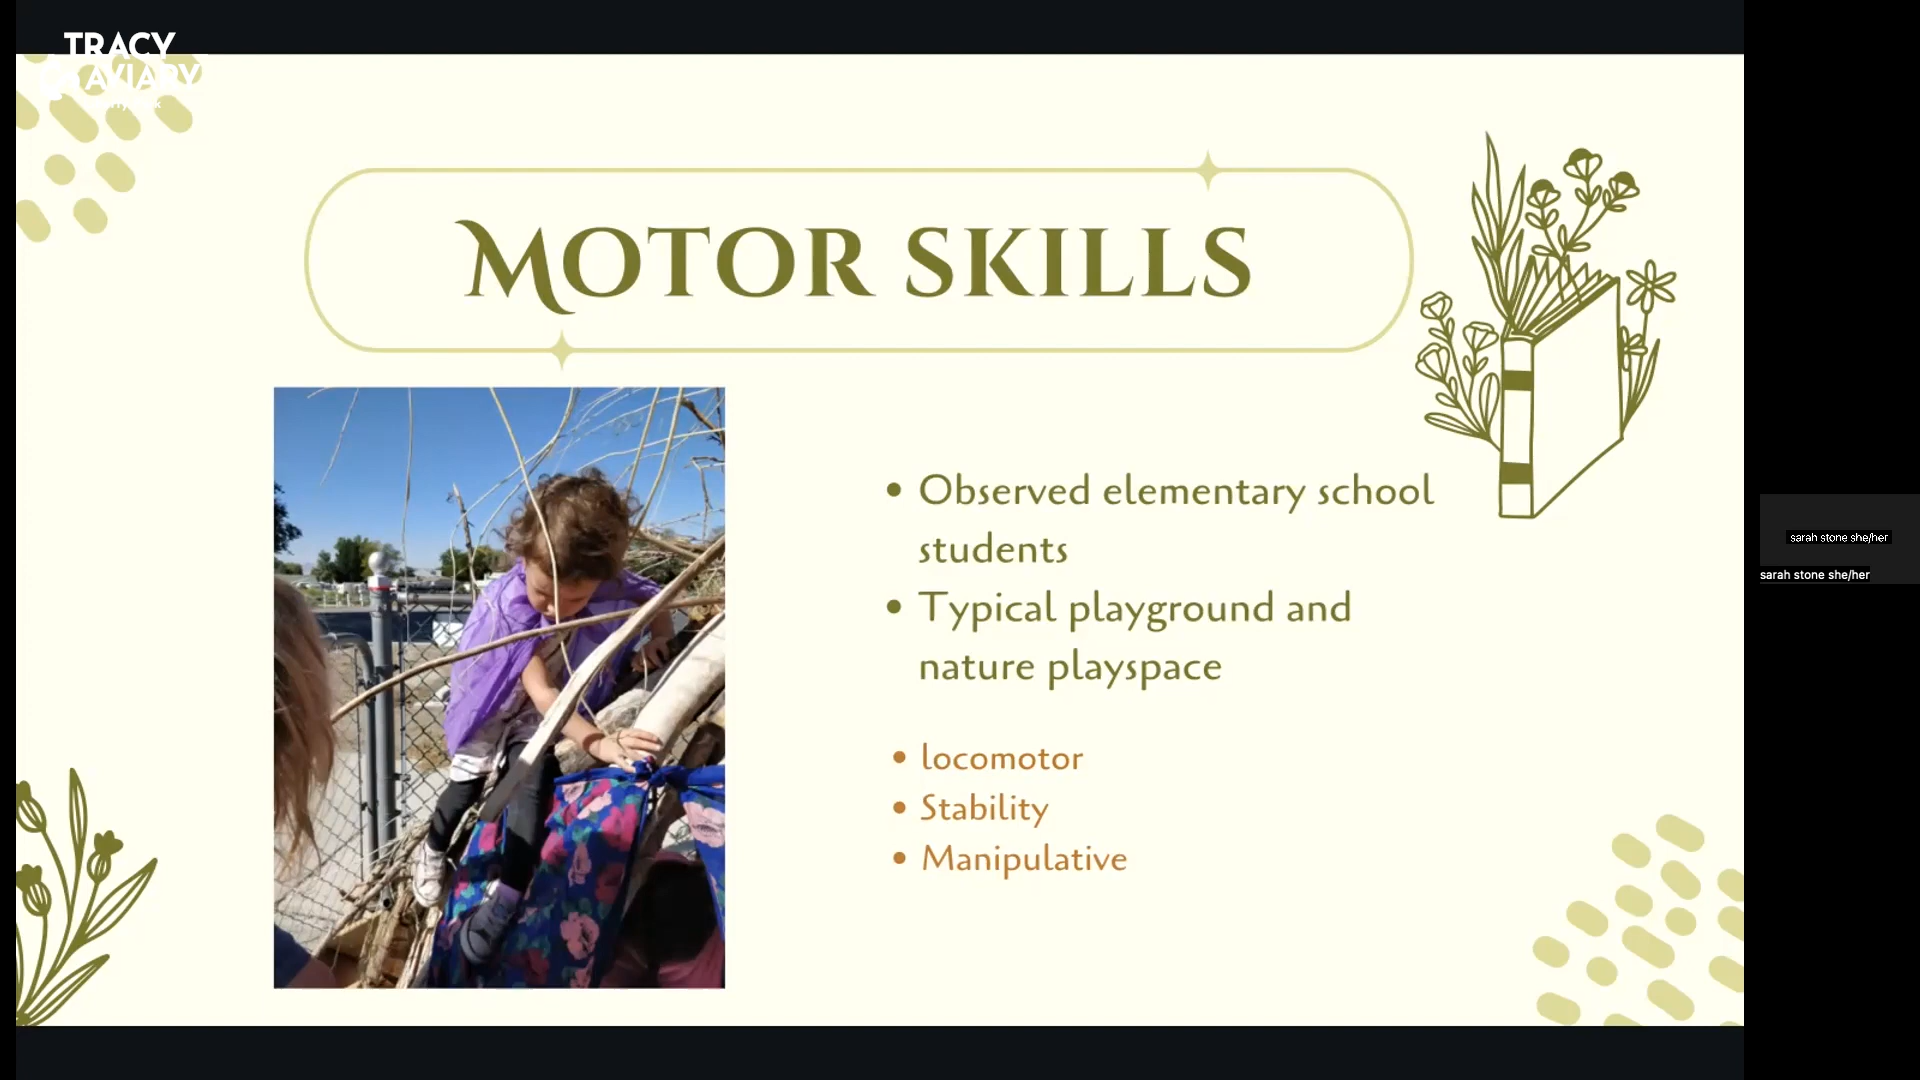 TRACY
AVIARY
MOTOR SKILLS
• Observed elementary school
students
• Typical playground and
nature playspace
• locomotor
• Stability
• Manipulative
sarah stone she/her
sarah stone she/her